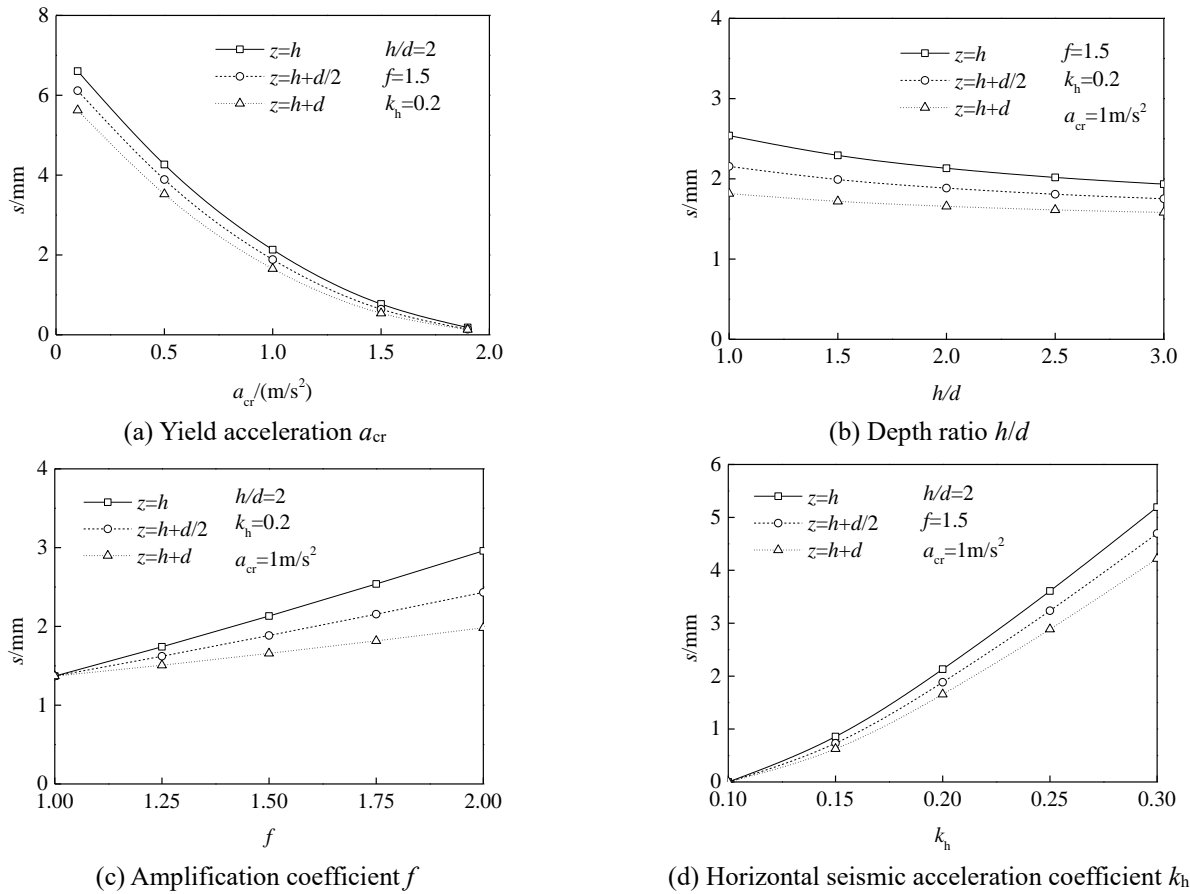 8
6
4
2
0
s/mm
z=h
z=h+d/2
z=h+d
h/d=2
f=1.5
kh=0.2
0
0.5
1.0
1.5
2.0
acr/(m/s2)
(a) Yield acceleration acr
4
3
2
1
0
s/mm
z=h
z=h+d/2
z=h+d
f=1.5
kh=0.2
acr=1m/s2
1.0
1.5
2.0
2.5
3.0
h/d
(b) Depth ratio h/d
4
3
2
1
0
s/mm
z=h
z=h+d/2
z=h+d
h/d=2
kh=0.2
acr=1m/s2
1.00
1.25
1.50
1.75
2.00
f
(c) Amplification coefficient f
6
5
4
3
2
1
0
s/mm
z=h
z=h+d/2
z=h+d
h/d=2
f=1.5
acr=1m/s2
0.10
0.15
0.20
0.25
0.30
kh
(d) Horizontal seismic acceleration coefficient kh